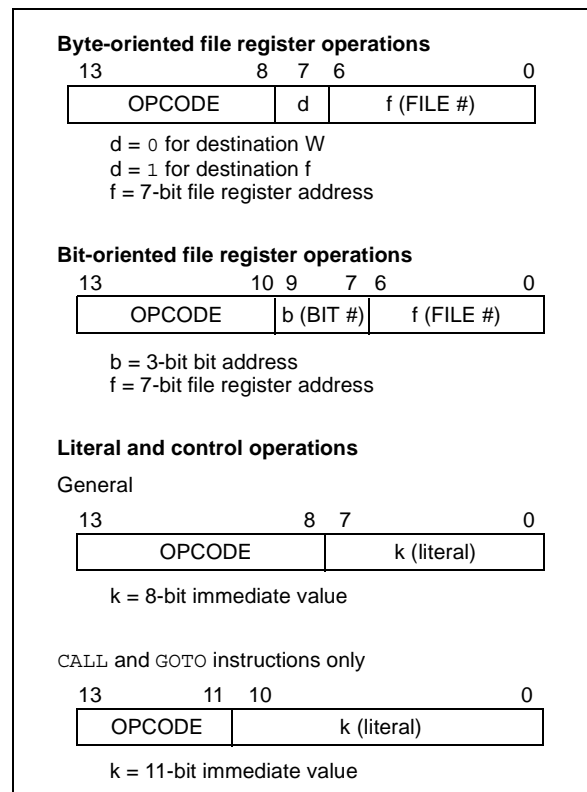 Byte-oriented file register operations
13 8 7 6 0
OPCODE d f (FILE #)
d = 0 for destination W
d = 1 for destination f
f = 7-bit file register address
Bit-oriented file register operations
13 10 9 7 6 0
OPCODE b (BIT #) f (FILE #)
b = 3-bit bit address
f = 7-bit file register address
Literal and control operations
General
13 8 7 0
OPCODE k (literal)
k = 8-bit immediate value
CALL and GOTO instructions only
13 11 10 0
OPCODE k (literal)
k = 11-bit immediate value